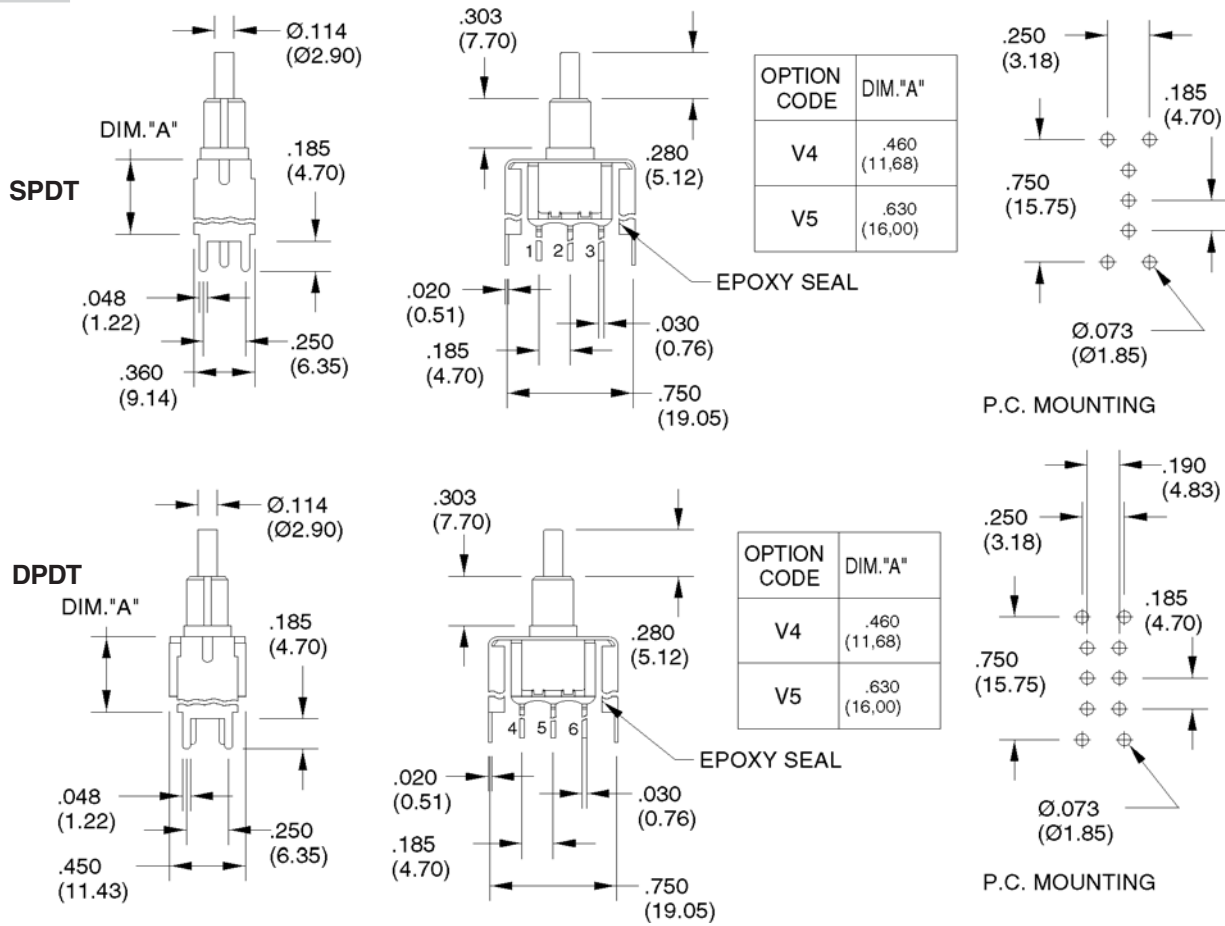 SPDT
Ø.114
(Ø2.90)
DIM."A"
.185
(4.70)
.048
(1.22)
.250
(6.35)
.360
(9.14)
.303
(7.70)
.280
(5.12)
1 2 3
EPOXY SEAL
.020
(0.51)
.030
(0.76)
.185
(4.70)
.750
(19.05)
OPTION CODE DIM."A"
V4 .460 (11,68)
V5 .630 (16,00)
.250
(3.18)
.185
(4.70)
.750
(15.75)
Ø.073
(Ø1.85)
P.C. MOUNTING
DPDT
Ø.114
(Ø2.90)
DIM."A"
.185
(4.70)
.048
(1.22)
.250
(6.35)
.450
(11.43)
.303
(7.70)
.280
(5.12)
4 5 6
EPOXY SEAL
.020
(0.51)
.030
(0.76)
.185
(4.70)
.750
(19.05)
OPTION CODE DIM."A"
V4 .460 (11,68)
V5 .630 (16,00)
.190
(4.83)
.250
(3.18)
.185
(4.70)
.750
(15.75)
Ø.073
(Ø1.85)
P.C. MOUNTING